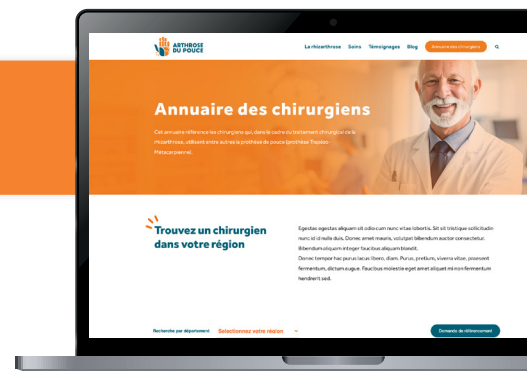 ARTHROSE
DU POUCE
La rhizarthrose Soins Témoignages Blog Annuaire des chirurgiens
Annuaire des chirurgiens
Cet annuaire référence les chirurgiens qui, dans le cadre du traitement chirurgical de la
rhizarthrose, utilisent entre autres la prothèse de pouce (prothèse Trapézo-
Métacarpienne).
Trouvez un chirurgien
dans votre région
Egestas egestas aliquam sit odio cum nunc vitae lobortis. Sit sit tristique sollicitudin
nunc id id nulla duis. Donec amet mauris, volutpat bibendum auctor consectetur.
Bibendum aliquam integer faucibus aliquam blandit.
Donec tempor hac purus lacus libero, diam. Purus, pretium, viverra vitae, praesent
fermentum, dictum augue. Faucibus molestie eget amet aliquet mi non fermentum
hendrerit sed.
Recherche par département Selectionnez votre région Demande de référencement